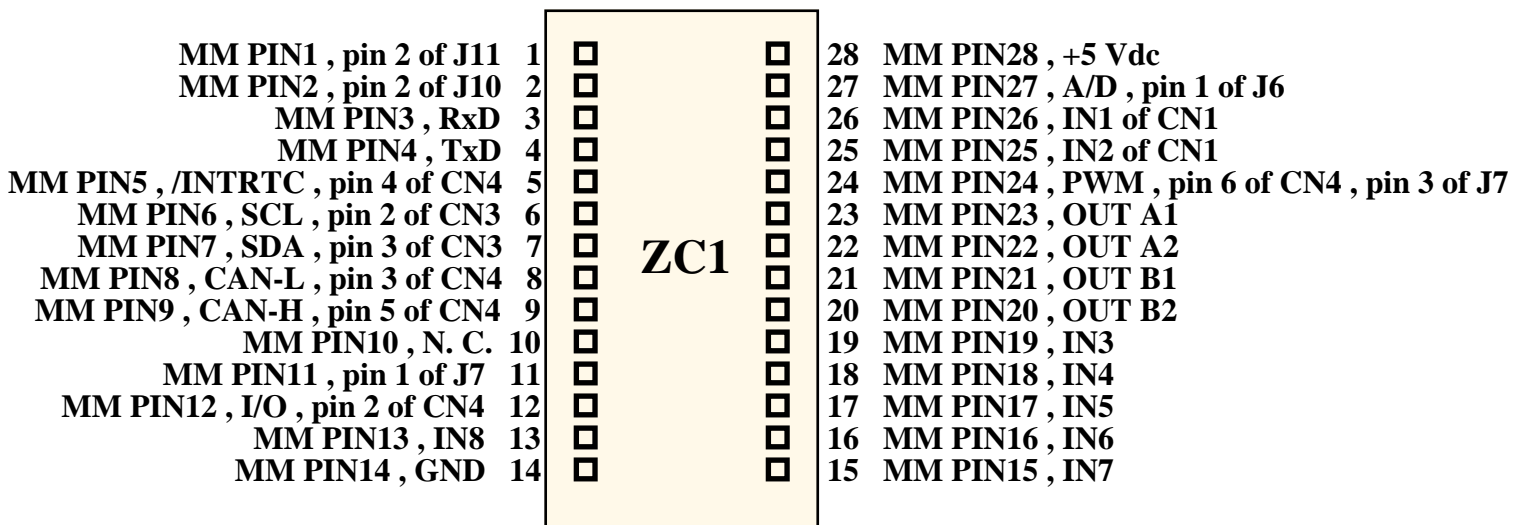 MM PIN1 , pin 2 of J11 1
MM PIN2 , pin 2 of J10 2
MM PIN3 , RxD 3
MM PIN4 , TxD 4
MM PIN5 , /INTRTC , pin 4 of CN4 5
MM PIN6 , SCL , pin 2 of CN3 6
MM PIN7 , SDA , pin 3 of CN3 7
MM PIN8 , CAN-L , pin 3 of CN4 8
MM PIN9 , CAN-H , pin 5 of CN4 9
MM PIN10 , N. C. 10
MM PIN11 , pin 1 of J7 11
MM PIN12 , I/O , pin 2 of CN4 12
MM PIN13 , IN8 13
MM PIN14 , GND 14
ZC1
28 MM PIN28 , +5 Vdc
27 MM PIN27 , A/D , pin 1 of J6
26 MM PIN26 , IN1 of CN1
25 MM PIN25 , IN2 of CN1
24 MM PIN24 , PWM , pin 6 of CN4 , pin 3 of J7
23 MM PIN23 , OUT A1
22 MM PIN22 , OUT A2
21 MM PIN21 , OUT B1
20 MM PIN20 , OUT B2
19 MM PIN19 , IN3
18 MM PIN18 , IN4
17 MM PIN17 , IN5
16 MM PIN16 , IN6
15 MM PIN15 , IN7